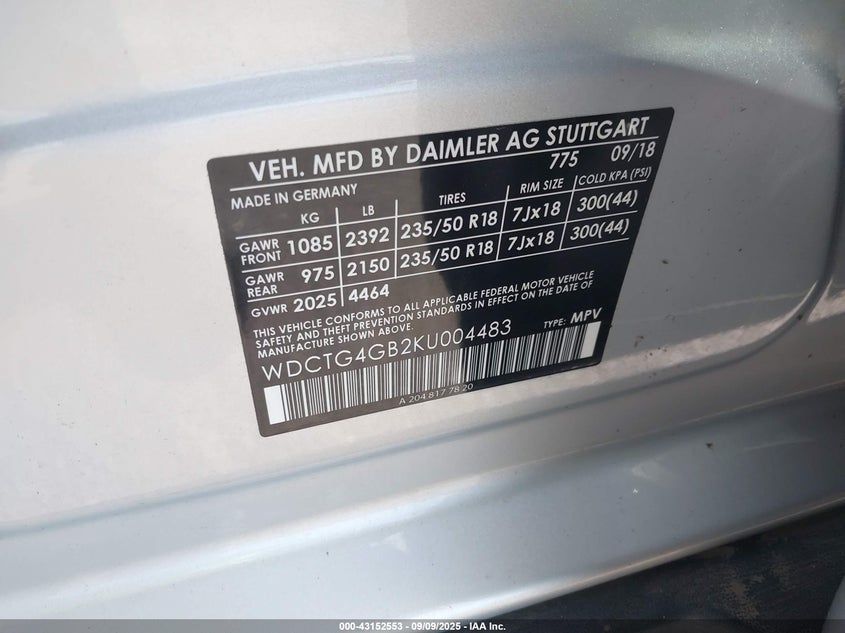 VEH. MFD BY DAIMLER AG STUTTGART
775 09/18
MADE IN GERMANY
KG LB TIRES RIM SIZE COLD KPA (PSI)
GAWR FRONT 1085 2392 235/50 R18 7Jx18 300(44)
GAWR REAR 975 2150 235/50 R18 7Jx18 300(44)
GVWR 2025 4464
THIS VEHICLE CONFORMS TO ALL APPLICABLE FEDERAL MOTOR VEHICLE
SAFETY AND THEFT PREVENTION STANDARDS IN EFFECT ON THE DATE OF
MANUFACTURE SHOWN ABOVE.
TYPE: MPV
WDCTG4GB2KU004483
A 204 817 78 20
000-43152553 - 09/09/2025 - IAA Inc.